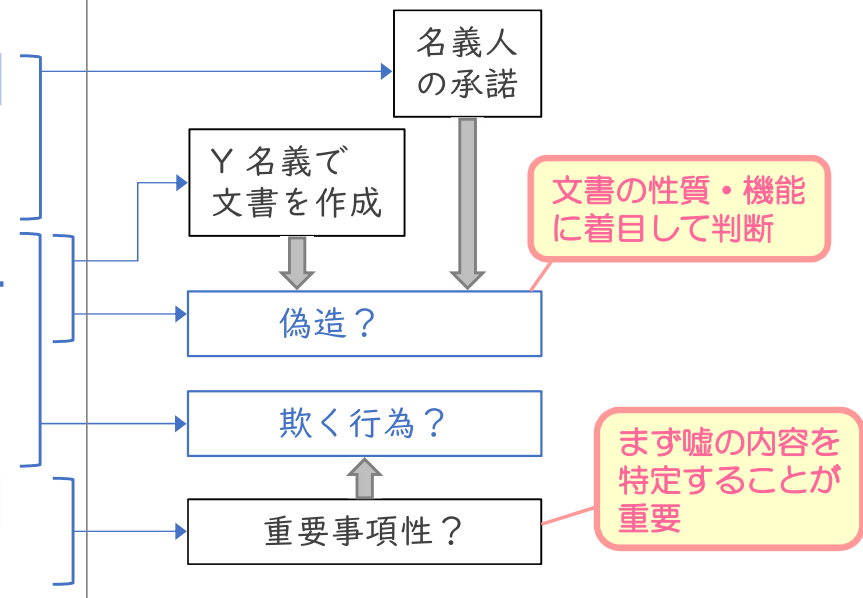 名義人
の承諾
Y 名義で
文書を作成
文書の性質・機能
に着目して判断
偽造？
欺く行為？
まず嘘の内容を
特定することが
重要
重要事項性？